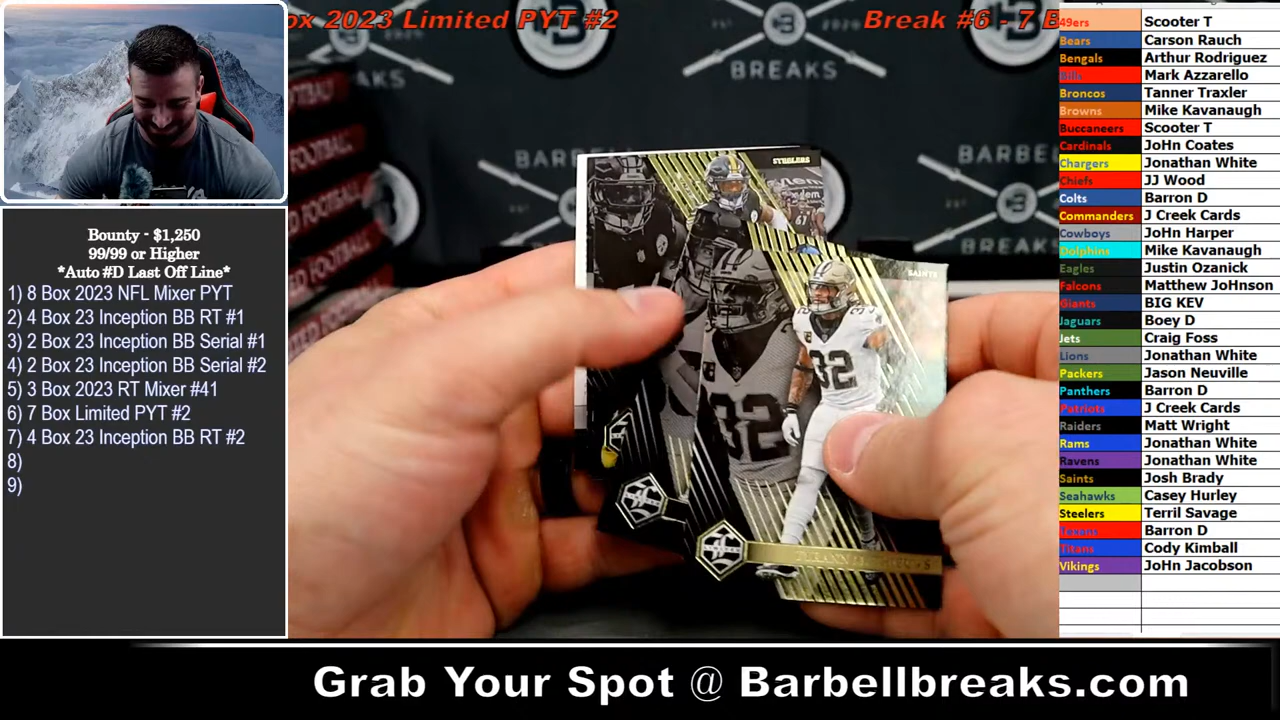 ox 2023 Limited PYT #2
Break #6 - 7 B
BREAKS
BARBEL
BARB
BREAKS
Bounty - $1,250
99/99 or Higher
*Auto #D Last Off Line*
1) 8 Box 2023 NFL Mixer PYT
2) 4 Box 23 Inception BB RT #1
3) 2 Box 23 Inception BB Serial #1
4) 2 Box 23 Inception BB Serial #2
5) 3 Box 2023 RT Mixer #41
6) 7 Box Limited PYT #2
7) 4 Box 23 Inception BB RT #2
8)
9)
STEELERS
SAINTS
32
32
49ers Scooter T
Bears Carson Rauch
Bengals Arthur Rodriguez
Bills Mark Azzarello
Broncos Tanner Traxler
Browns Mike Kavanaugh
Buccaneers Scooter T
Cardinals JoHn Coates
Chargers Jonathan White
Chiefs JJ Wood
Colts Barron D
Commanders J Creek Cards
Cowboys JoHn Harper
Dolphins Mike Kavanaugh
Eagles Justin Ozanick
Falcons Matthew JoHnson
Giants BIG KEV
Jaguars Boey D
Jets Craig Foss
Lions Jonathan White
Packers Jason Neuville
Panthers Barron D
Patriots J Creek Cards
Raiders Matt Wright
Rams Jonathan White
Ravens Jonathan White
Saints Josh Brady
Seahawks Casey Hurley
Steelers Terril Savage
Texans Barron D
Titans Cody Kimball
Vikings JoHn Jacobson
Grab Your Spot @ Barbellbreaks.com